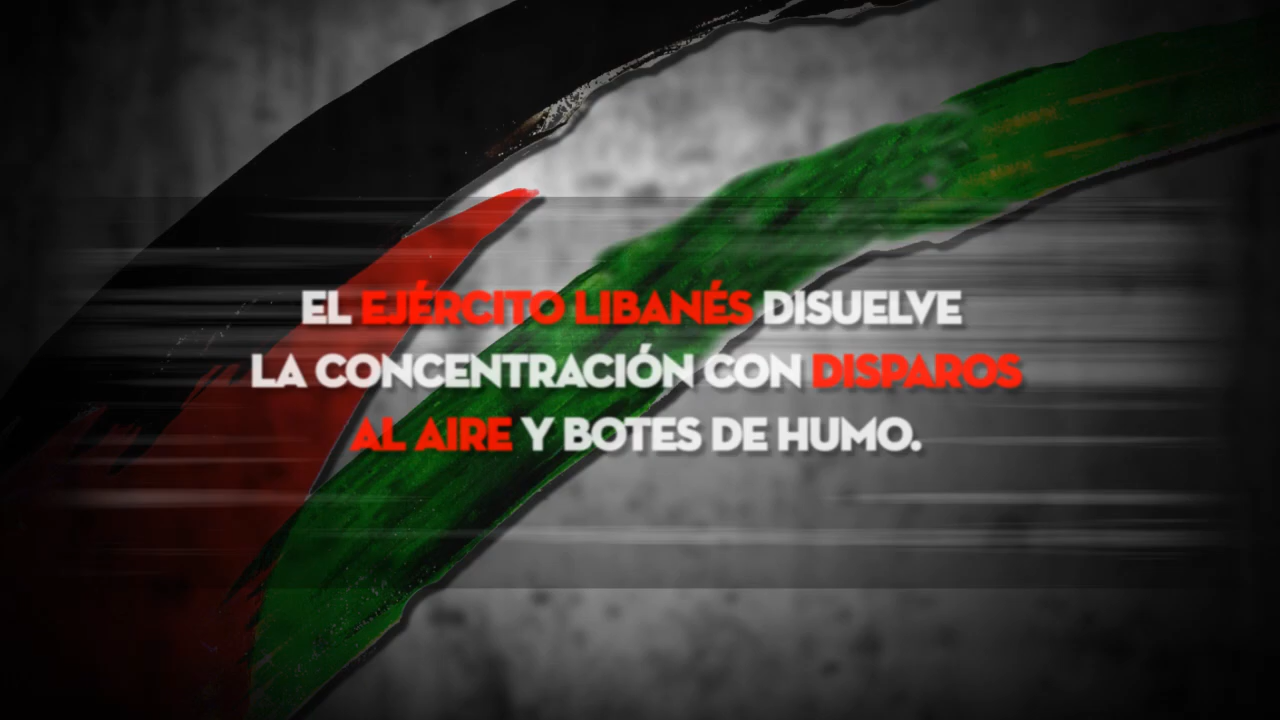 EL EJÉRCITO LIBANÉS DISUELVE
LA CONCENTRACIÓN CON DISPAROS
AL AIRE Y BOTES DE HUMO.